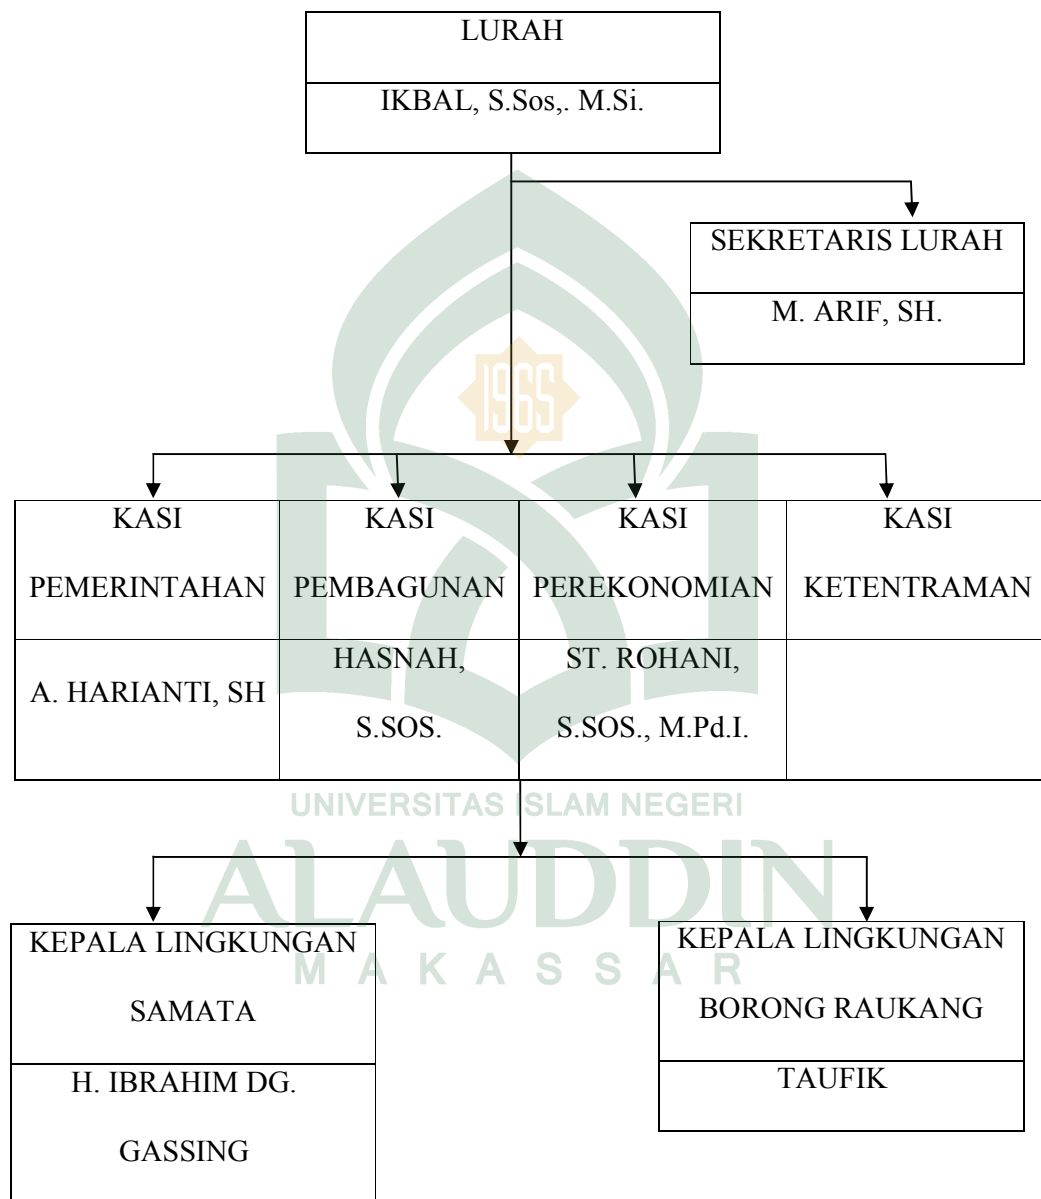 LURAH
IKBAL, S.Sos,. M.Si.
SEKRETARIS LURAH
M. ARIF, SH.
1965
KASI
PEMERINTAHAN
KASI
PEMBAGUNAN
KASI
PEREKONOMIAN
KASI
KETENTRAMAN
A. HARIANTI, SH
HASNAH,
S.SOS.
ST. ROHANI,
S.SOS., M.Pd.I.
UNIVERSITAS ISLAM NEGERI
ALAUDDIN
MAKASSAR
KEPALA LINGKUNGAN
SAMATA
H. IBRAHIM DG.
GASSING
KEPALA LINGKUNGAN
BORONG RAUKANG
TAUFIK